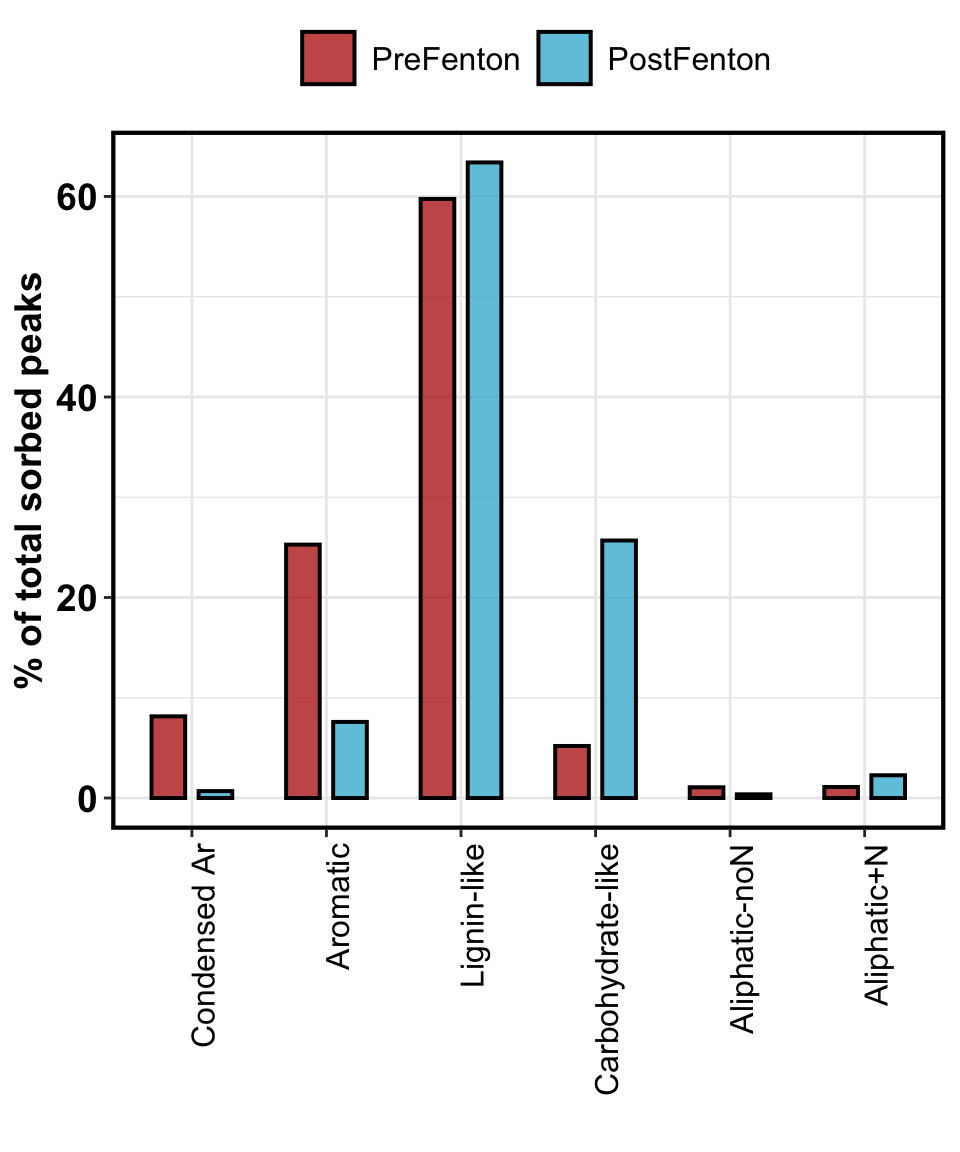 PreFenton
PostFenton
% of total sorbed peaks
60
40
20
0
Condensed Ar
Aromatic
Lignin-like
Carbohydrate-like
Aliphatic-noN
Aliphatic+N